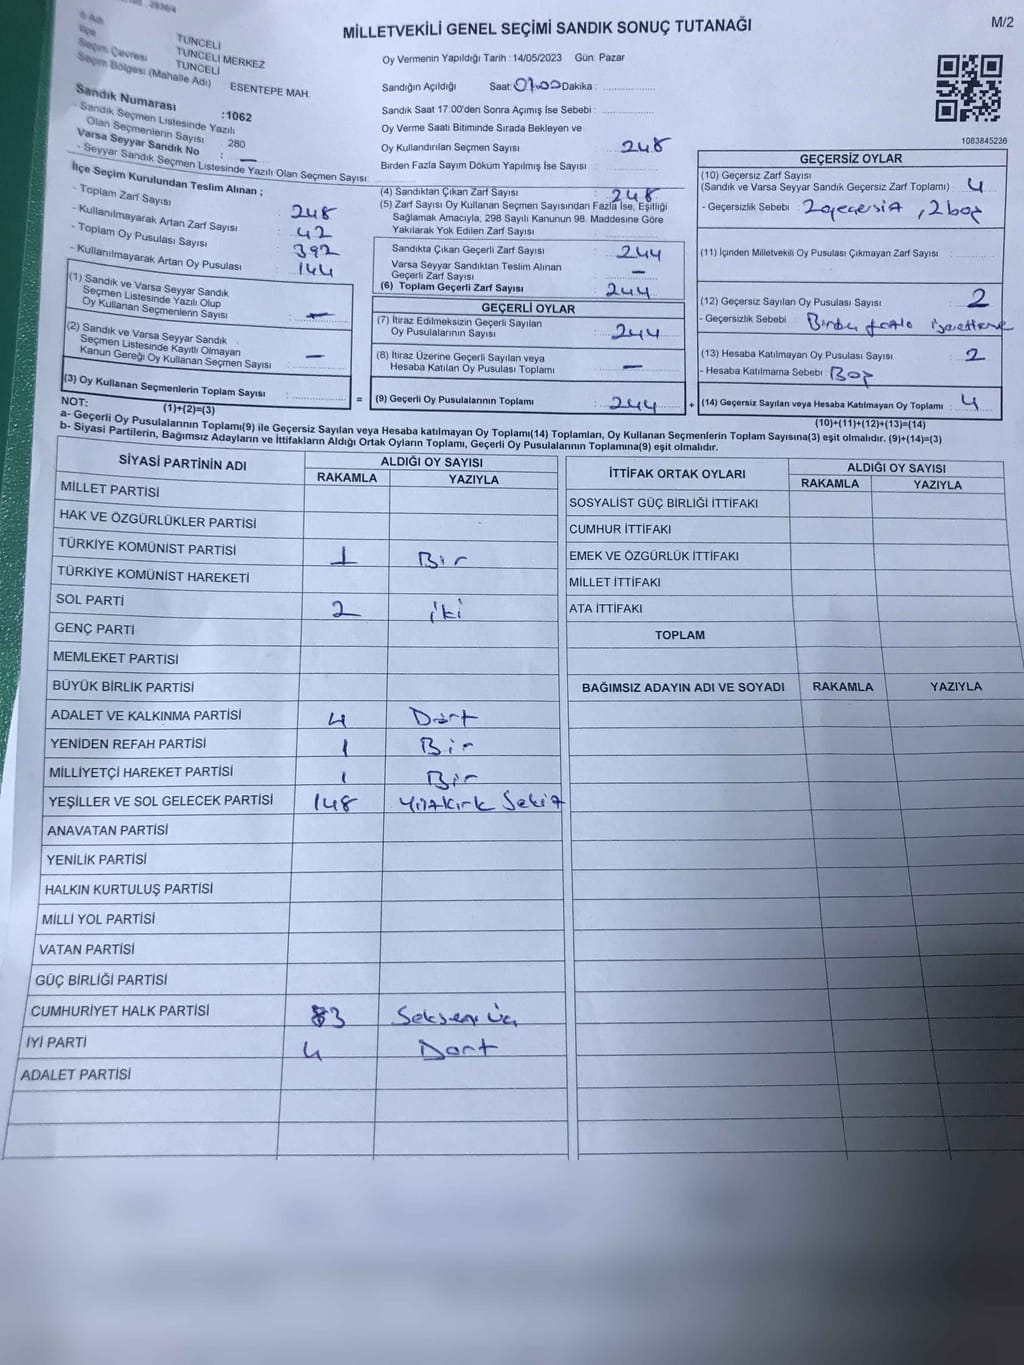 MİLLETVEKİLİ GENEL SEÇİMİ SANDIK SONUÇ TUTANAĞI
M/2
İlçe
Seçim Çevresi
Seçim Bölgesi (Mahalle Adı)
TUNCELİ
TUNCELİ MERKEZ
TUNCELİ
: ESENTEPE MAH.
Sandık Numarası :1062
- Sandık Seçmen Listesinde Yazılı
Olan Seçmenlerin Sayısı 280
Varsa Seyyar Sandık No : —
- Seyyar Sandık Seçmen Listesinde Yazılı Olan Seçmen Sayısı:
İlçe Seçim Kurulundan Teslim Alınan ;
- Toplam Zarf Sayısı 248
- Kullanılmayarak Artan Zarf Sayısı 42
- Toplam Oy Pusulası Sayısı 392
- Kullanılmayarak Artan Oy Pusulası 144
(1) Sandık ve Varsa Seyyar Sandık
Seçmen Listesinde Yazılı Olup
Oy Kullanan Seçmenlerin Sayısı : —
(2) Sandık ve Varsa Seyyar Sandık
Seçmen Listesinde Kayıtlı Olmayan
Kanun Gereği Oy Kullanan Seçmen Sayısı : —
(3) Oy Kullanan Seçmenlerin Toplam Sayısı :
(1)+(2)=(3)
Oy Vermenin Yapıldığı Tarih :14/05/2023 Gün: Pazar
Sandığın Açıldığı Saat: Dakika :
Sandık Saat 17:00'den Sonra Açılmış İse Sebebi :
Oy Verme Saati Bitiminde Sırada Bekleyen ve
Oy Kullandırılan Seçmen Sayısı : 248
Birden Fazla Sayım Döküm Yapılmış İse Sayısı :
(4) Sandıktan Çıkan Zarf Sayısı : 248
(5) Zarf Sayısı Oy Kullanan Seçmen Sayısından Fazla İse, Eşitliği
Sağlamak Amacıyla, 298 Sayılı Kanunun 98. Maddesine Göre
Yakılarak Yok Edilen Zarf Sayısı :
Sandıkta Çıkan Geçerli Zarf Sayısı : 244
Varsa Seyyar Sandıktan Teslim Alınan
Geçerli Zarf Sayısı : —
(6) Toplam Geçerli Zarf Sayısı : 244
GEÇERLİ OYLAR
(7) İtiraz Edilmeksizin Geçerli Sayılan
Oy Pusulalarının Sayısı : 244
(8) İtiraz Üzerine Geçerli Sayılan veya
Hesaba Katılan Oy Pusulası Toplamı : —
= (9) Geçerli Oy Pusulalarının Toplamı : 244
1083845236
GEÇERSİZ OYLAR
(10) Geçersiz Zarf Sayısı
(Sandık ve Varsa Seyyar Sandık Geçersiz Zarf Toplamı) : 4
- Geçersizlik Sebebi : 2 geçersiz, 2 boş
(11) İçinden Milletvekili Oy Pusulası Çıkmayan Zarf Sayısı :
(12) Geçersiz Sayılan Oy Pusulası Sayısı : 2
- Geçersizlik Sebebi : Birden fazla
(13) Hesaba Katılmayan Oy Pusulası Sayısı : 2
- Hesaba Katılmama Sebebi : Boş
+ (14) Geçersiz Sayılan veya Hesaba Katılmayan Oy Toplamı : 4
(10)+(11)+(12)+(13)=(14)
NOT:
a- Geçerli Oy Pusulalarının Toplamı(9) ile Geçersiz Sayılan veya Hesaba katılmayan Oy Toplamı(14) Toplamları, Oy Kullanan Seçmenlerin Toplam Sayısına(3) eşit olmalıdır. (9)+(14)=(3)
b- Siyasi Partilerin, Bağımsız Adayların ve İttifakların Aldığı Ortak Oyların Toplamı, Geçerli Oy Pusulalarının Toplamına(9) eşit olmalıdır.
SİYASİ PARTİNİN ADI ALDIĞI OY SAYISI
RAKAMLA YAZIYLA
MİLLET PARTİSİ
HAK VE ÖZGÜRLÜKLER PARTİSİ
TÜRKİYE KOMÜNİST PARTİSİ 1 Bir
TÜRKİYE KOMÜNİST HAREKETİ
SOL PARTİ 2 iki
GENÇ PARTİ
MEMLEKET PARTİSİ
BÜYÜK BİRLİK PARTİSİ
ADALET VE KALKINMA PARTİSİ 4 Dört
YENİDEN REFAH PARTİSİ 1 Bir
MİLLİYETÇİ HAREKET PARTİSİ 1 Bir
YEŞİLLER VE SOL GELECEK PARTİSİ 148 YüzKırk Sekiz
ANAVATAN PARTİSİ
YENİLİK PARTİSİ
HALKIN KURTULUŞ PARTİSİ
MİLLİ YOL PARTİSİ
VATAN PARTİSİ
GÜÇ BİRLİĞİ PARTİSİ
CUMHURİYET HALK PARTİSİ 83 Seksen üç
İYİ PARTİ 4 Dört
ADALET PARTİSİ
İTTİFAK ORTAK OYLARI ALDIĞI OY SAYISI
RAKAMLA YAZIYLA
SOSYALİST GÜÇ BİRLİĞİ İTTİFAKI
CUMHUR İTTİFAKI
EMEK VE ÖZGÜRLÜK İTTİFAKI
MİLLET İTTİFAKI
ATA İTTİFAKI
TOPLAM
BAĞIMSIZ ADAYIN ADI VE SOYADI RAKAMLA YAZIYLA